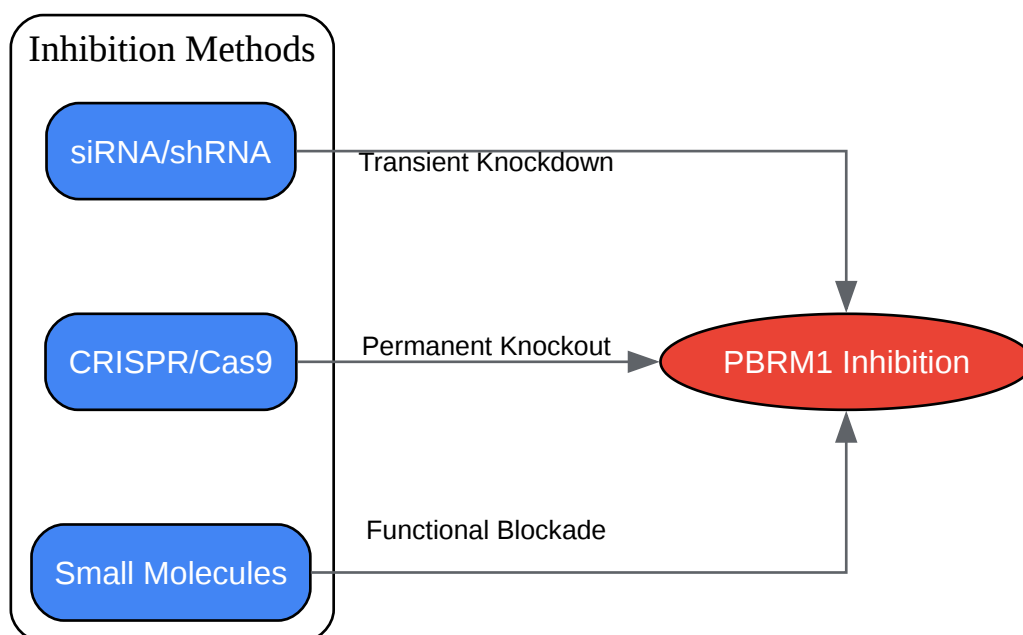 Inhibition Methods
siRNA/shRNA
Transient Knockdown
CRISPR/Cas9
Permanent Knockout
PBRM1 Inhibition
Functional Blockade
Small Molecules